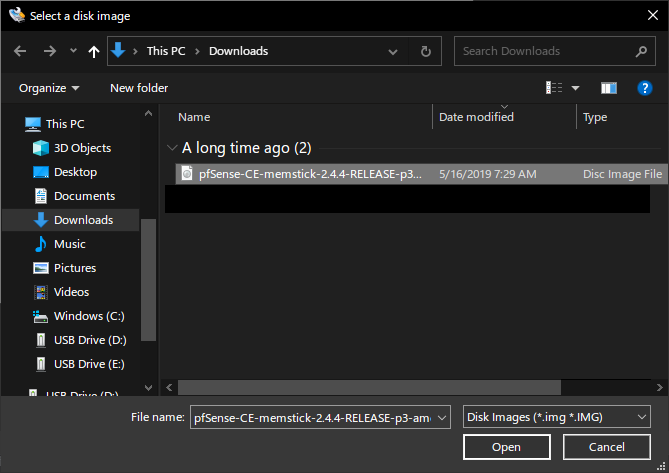 Select a disk image
This PC > Downloads
Search Downloads
Organize
New folder
Name
Date modified
Type
This PC
3D Objects
Desktop
Documents
Downloads
Music
Pictures
Videos
Windows (C:)
USB Drive (D:)
USB Drive (E:)
USB Drive (D:)
A long time ago (2)
pfSense-CE-memstick-2.4.4-RELEASE-p3... 5/16/2019 7:29 AM Disc Image File
File name: pfSense-CE-memstick-2.4.4-RELEASE-p3-am
Disk Images (*.img *.IMG)
Open
Cancel